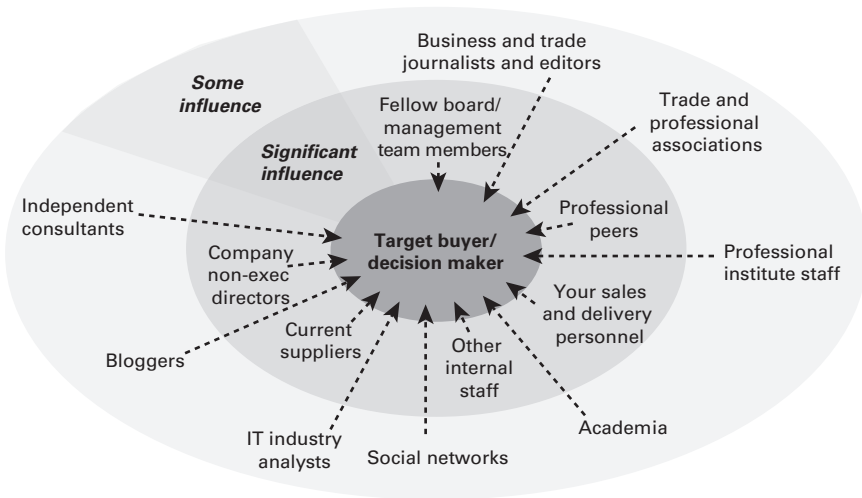 Business and trade
journalists and editors
Some
influence
Fellow board/
management
team members
Trade and
professional
associations
Significant
influence
Independent
consultants
Professional
peers
Target buyer/
decision maker
Company
non-exec
directors
Professional
institute staff
Your sales
and delivery
personnel
Current
suppliers
Bloggers
Other
internal
staff
IT industry
analysts
Social networks
Academia